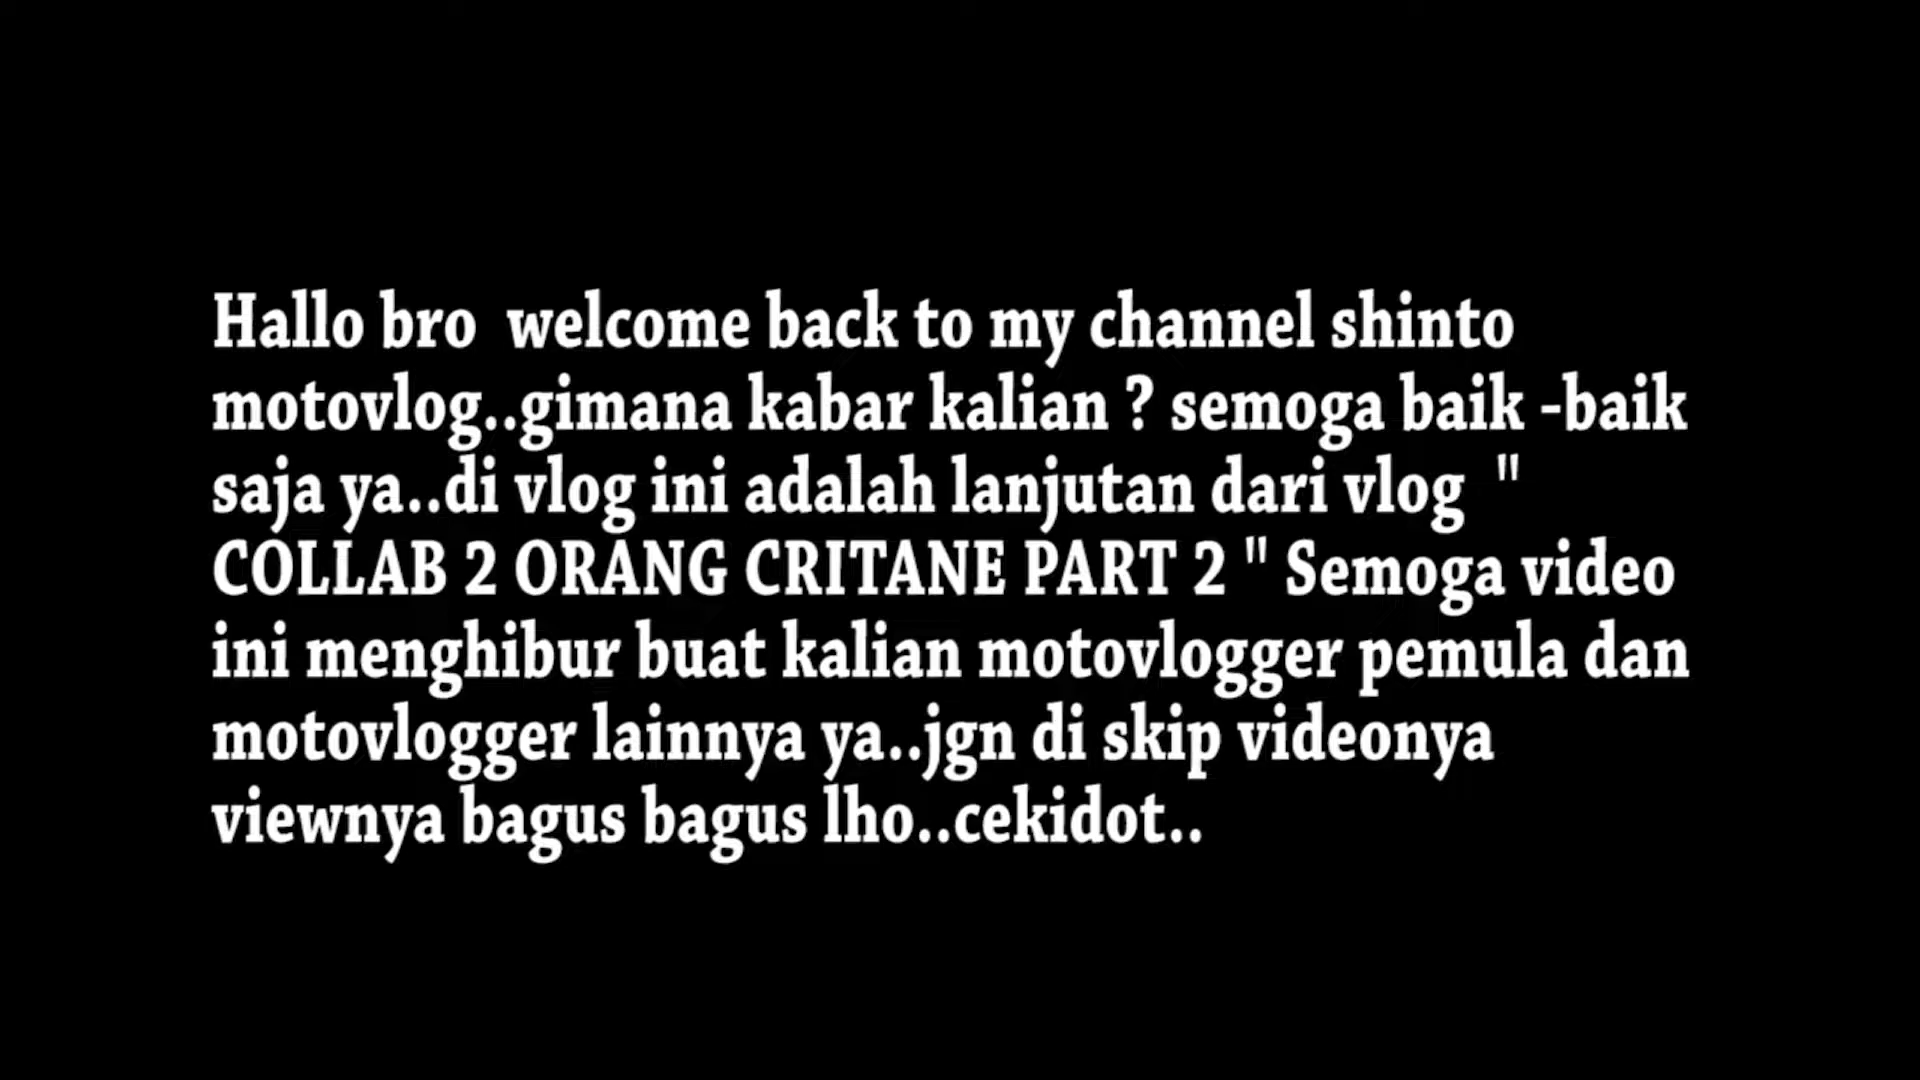 Hallo bro  welcome back to my channel shinto
motovlog..gimana kabar kalian ? semoga baik -baik
saja ya..di vlog ini adalah lanjutan dari vlog  "
COLLAB 2 ORANG CRITANE PART 2 " Semoga video
ini menghibur buat kalian motovlogger pemula dan
motovlogger lainnya ya..jgn di skip videonya
viewnya bagus bagus lho..cekidot..